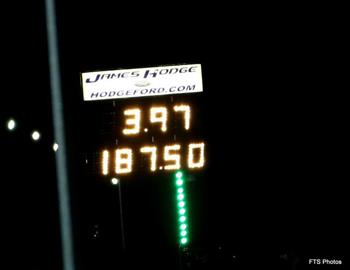 JAMES HODGE
HODGEFORD.COM
3.97
187.50
FTS Photos